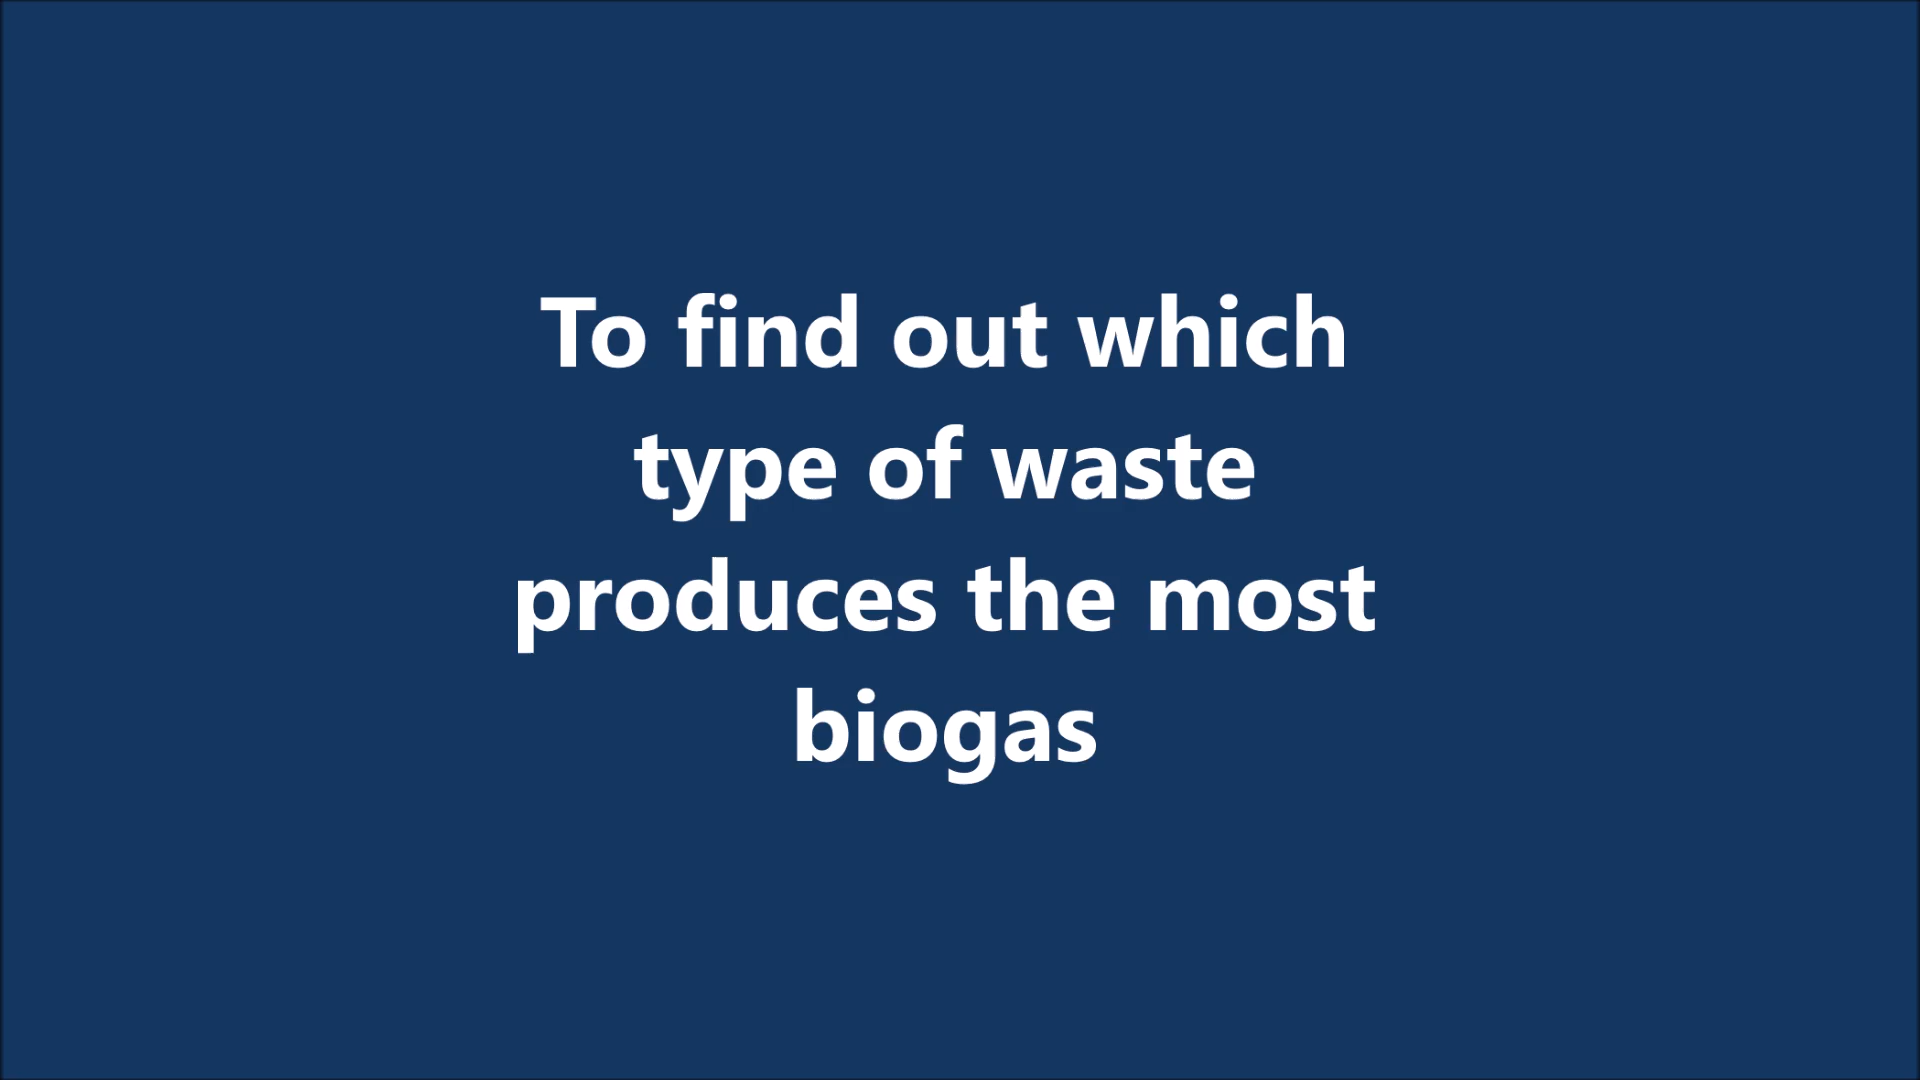 To find out which
type of waste
produces the most
biogas